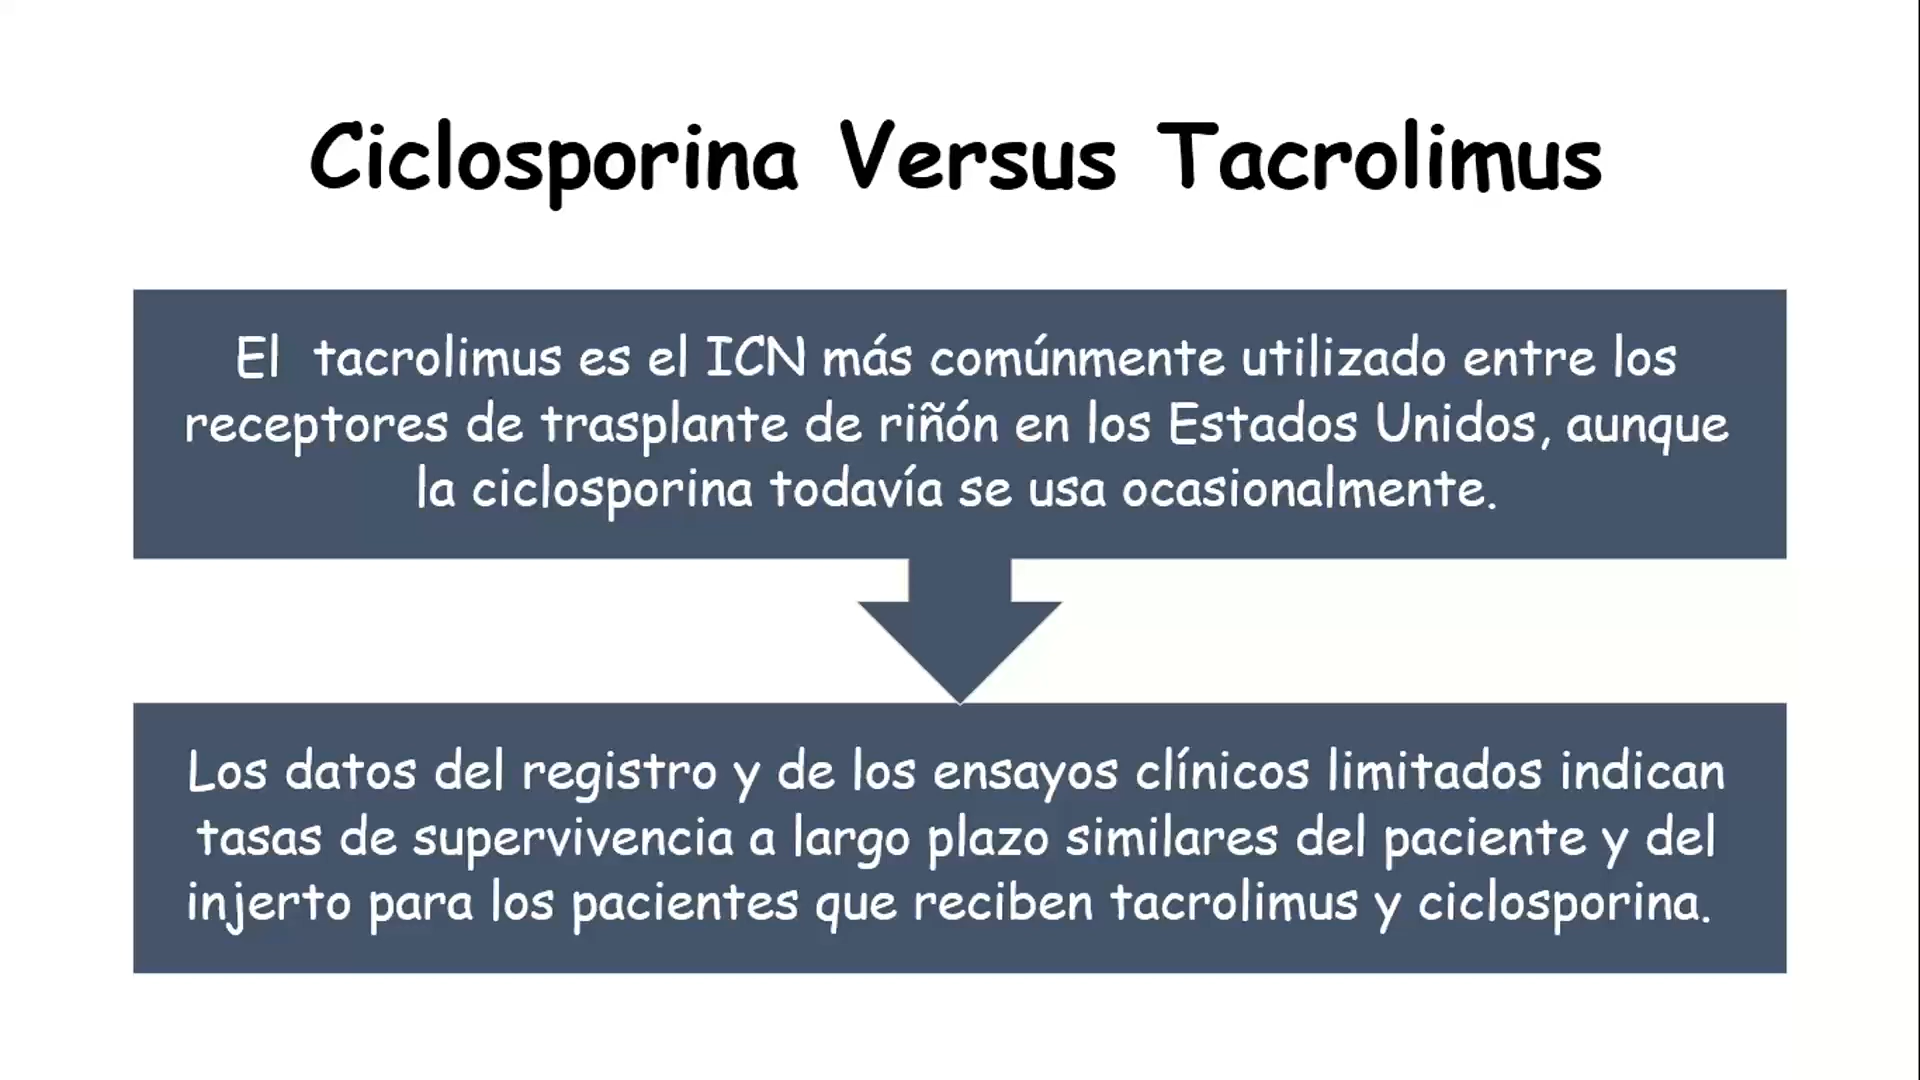 Ciclosporina Versus Tacrolimus
El tacrolimus es el ICN más comúnmente utilizado entre los
receptores de trasplante de riñón en los Estados Unidos, aunque
la ciclosporina todavía se usa ocasionalmente.
Los datos del registro y de los ensayos clínicos limitados indican
tasas de supervivencia a largo plazo similares del paciente y del
injerto para los pacientes que reciben tacrolimus y ciclosporina.